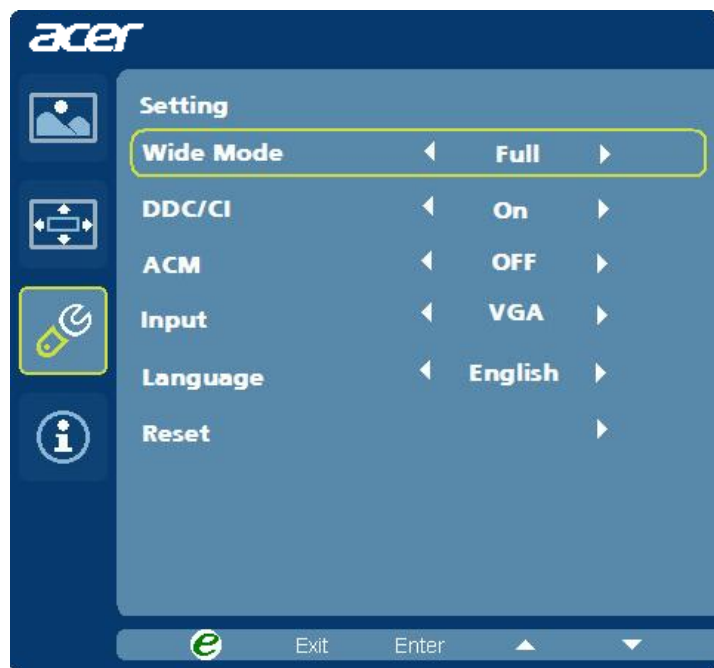 acer
Setting
Wide Mode Full
DDC/CI On
ACM OFF
Input VGA
Language English
Reset
e Exit Enter